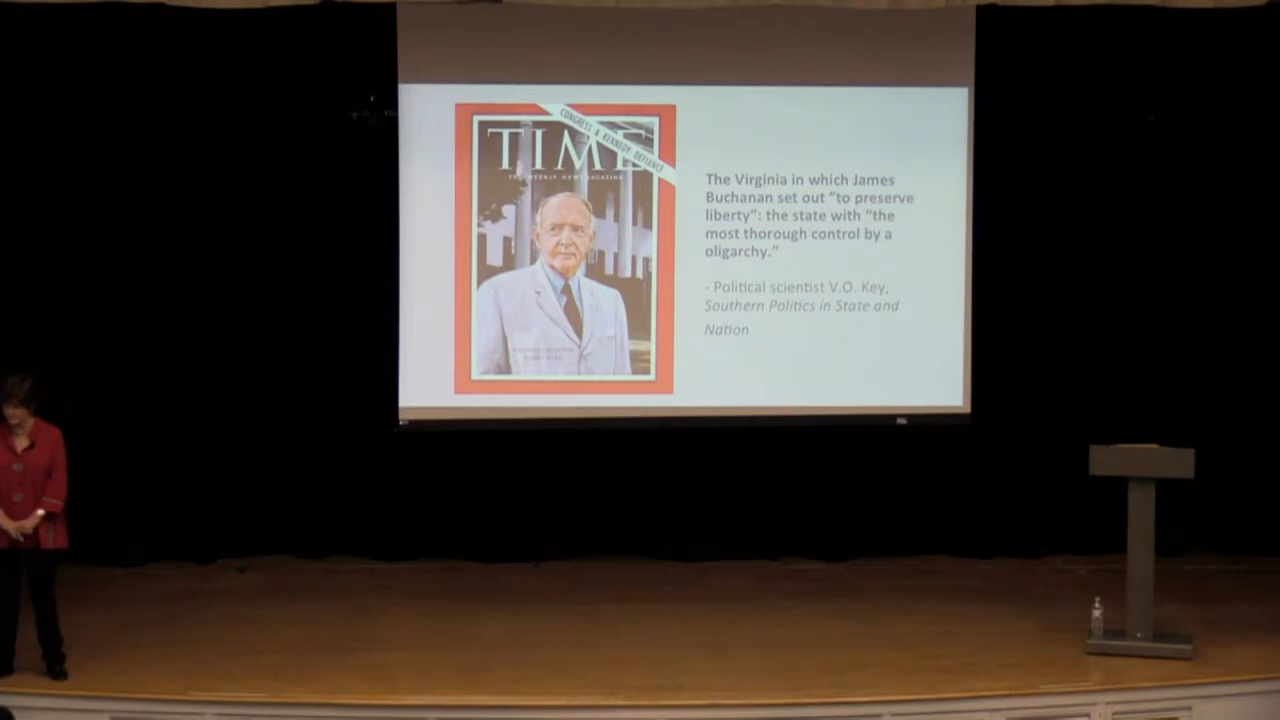 CONGRESS & KENNEDY: DEFIANCE
TIME
THE WEEKLY NEWSMAGAZINE
The Virginia in which James
Buchanan set out “to preserve
liberty”: the state with “the
most thorough control by a
oligarchy.”
- Political scientist V.O. Key,
Southern Politics in State and
Nation